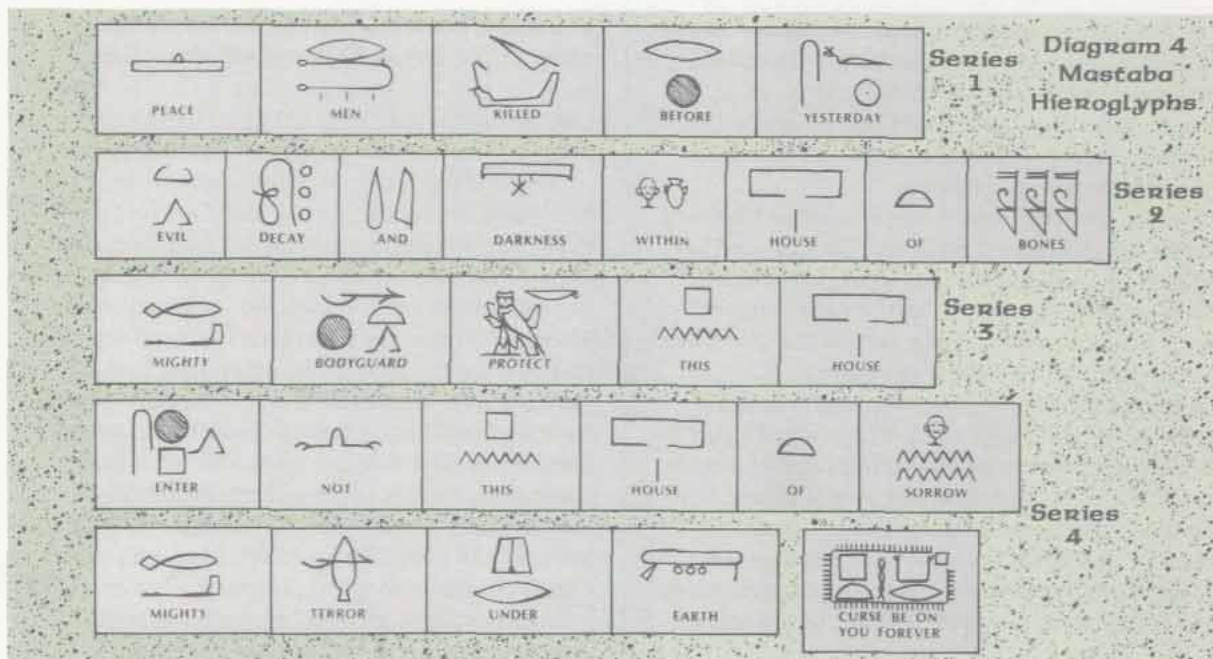 Diagram 4
Mastaba
Hieroglyphs
PEACE MEN KILLED BEFORE YESTERDAY
Series
1
EVIL DECAY AND DARKNESS WITHIN HOUSE OF BONES
Series
2
MIGHTY BODYGUARD PROTECT THIS HOUSE
Series
3
ENTER NOT THIS HOUSE OF SORROW
Series
4
MIGHTY TERROR UNDER EARTH
CURSE BE ON
YOU FOREVER